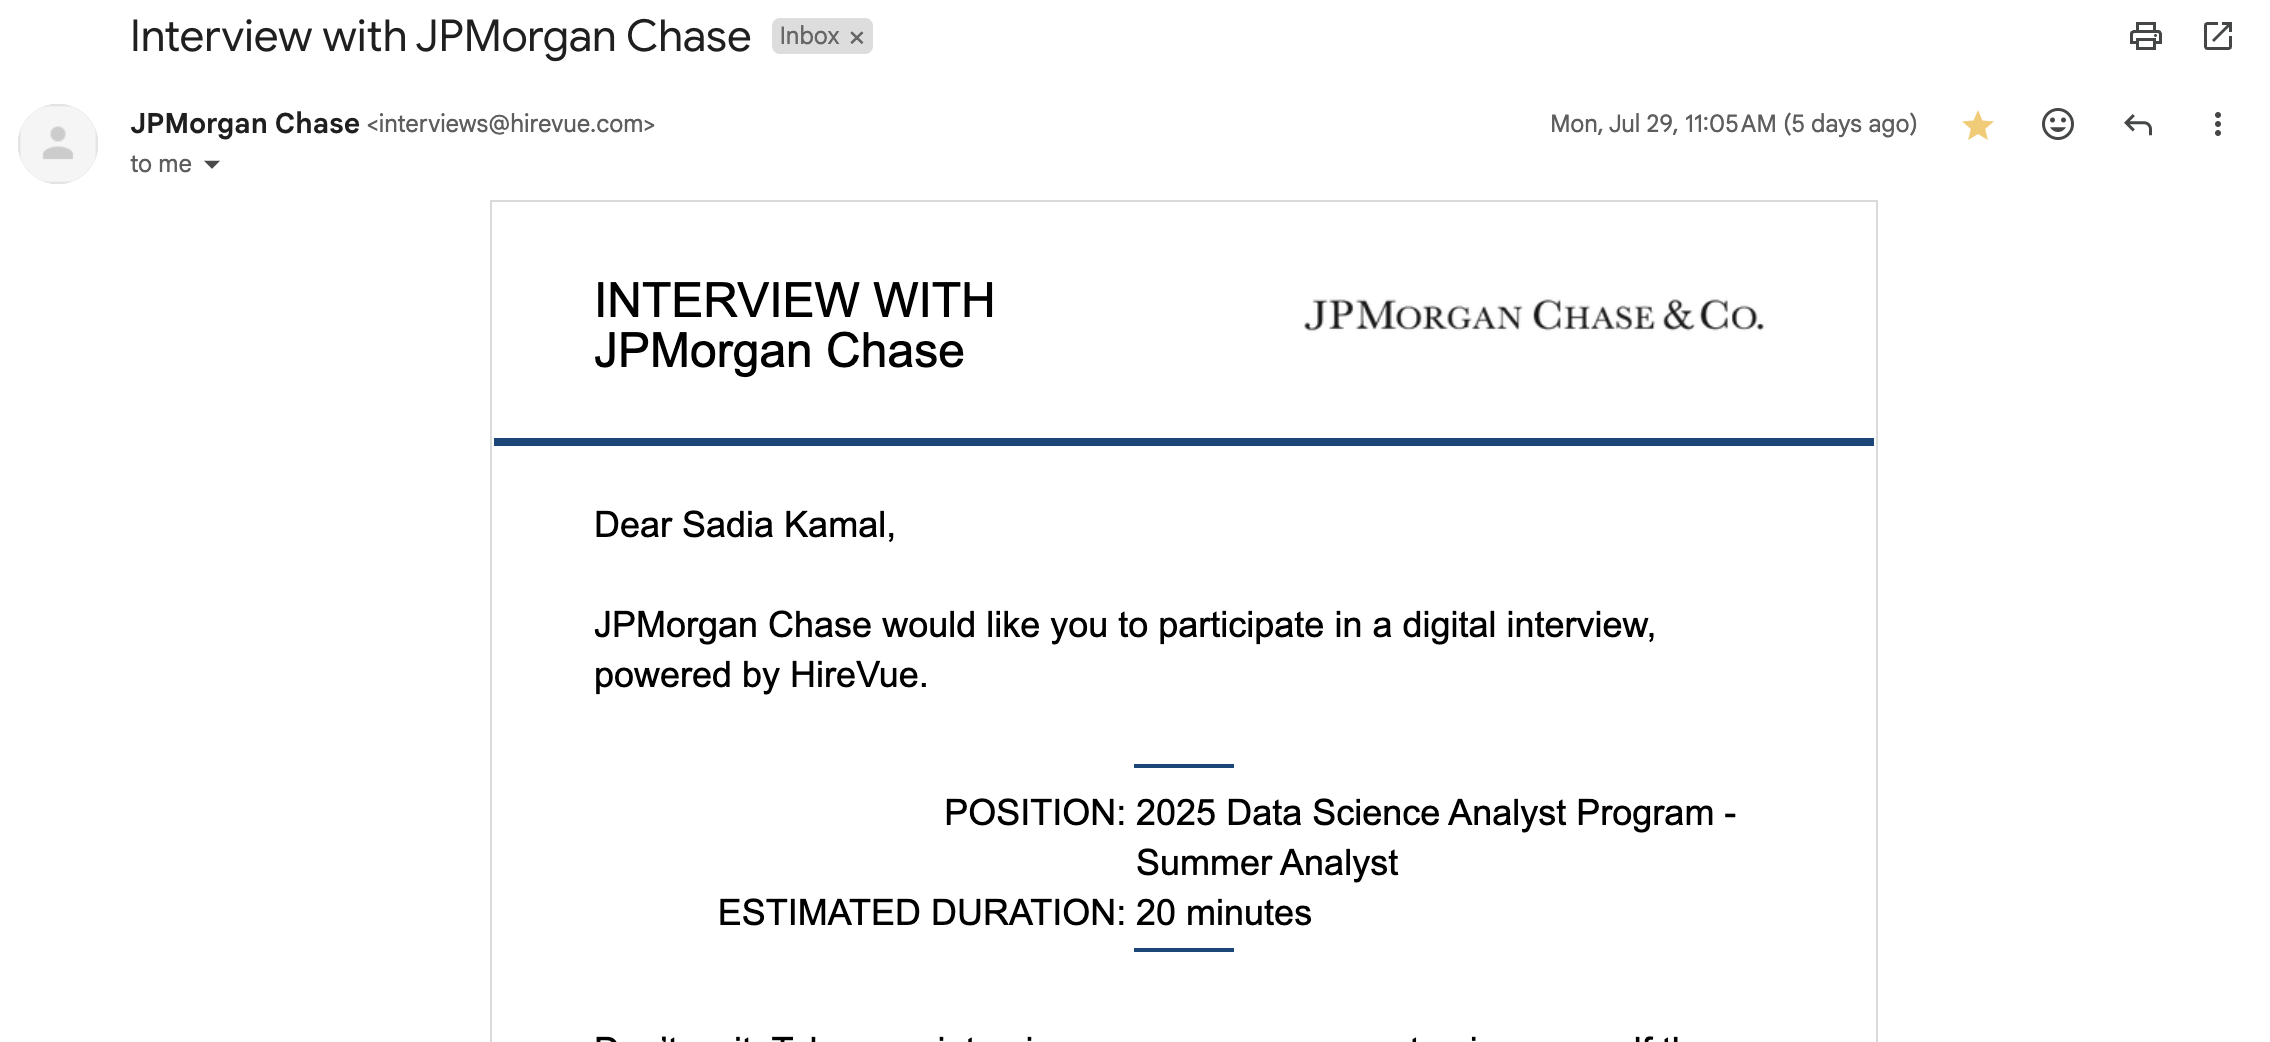 Interview with JPMorgan Chase Inbox ×
JPMorgan Chase <interviews@hirevue.com> Mon, Jul 29, 11:05 AM (5 days ago)
to me
INTERVIEW WITH
JPMorgan Chase
JPMORGAN CHASE & CO.
Dear Sadia Kamal,
JPMorgan Chase would like you to participate in a digital interview,
powered by HireVue.
POSITION: 2025 Data Science Analyst Program -
Summer Analyst
ESTIMATED DURATION: 20 minutes